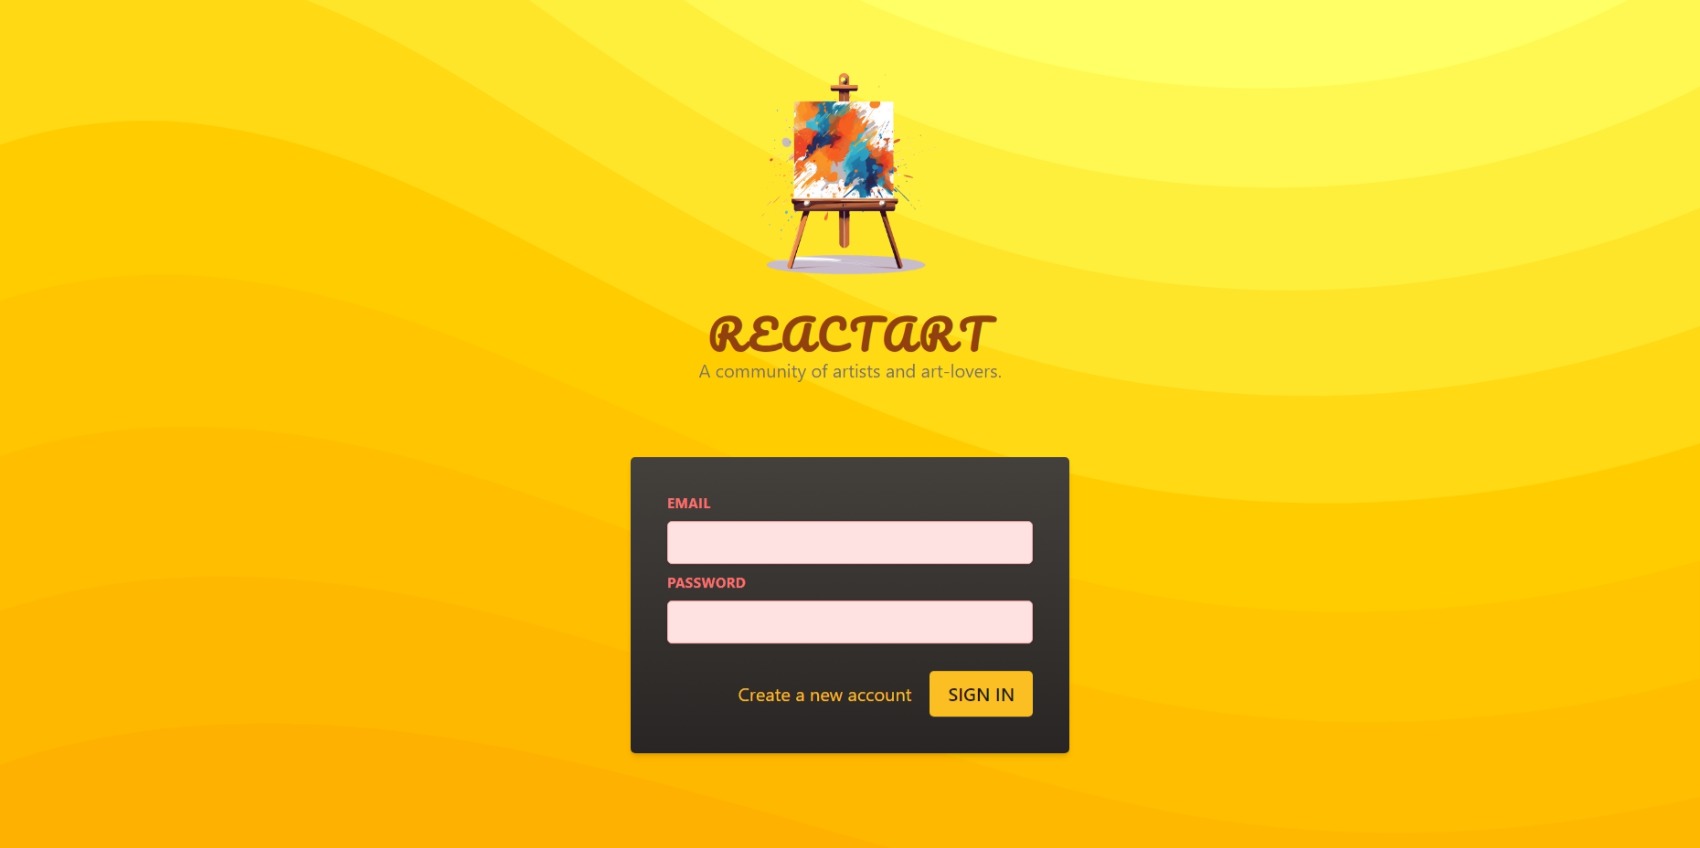 REACTART
A community of artists and art-lovers.
EMAIL
PASSWORD
Create a new account
SIGN IN